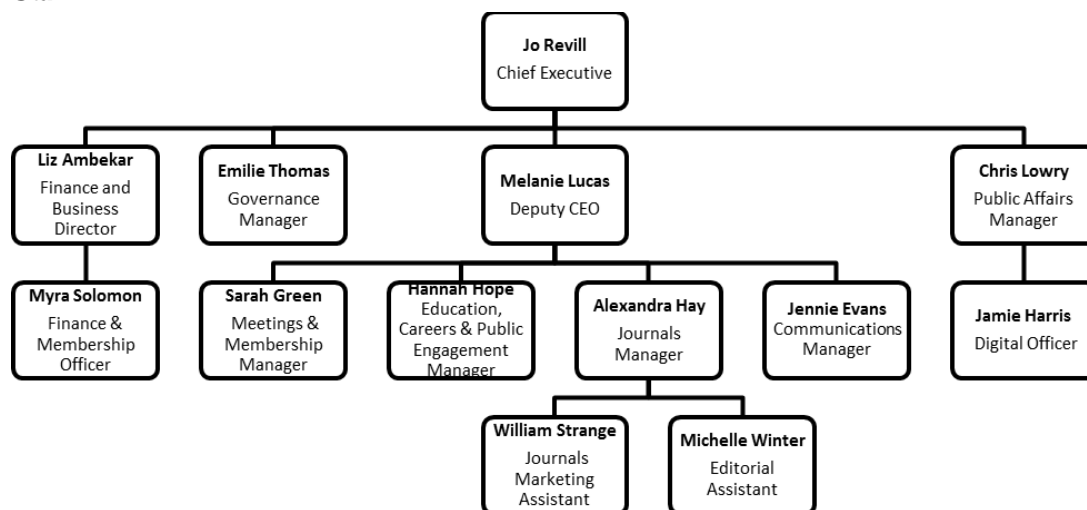 Jo Revill
Chief Executive
Liz Ambekar
Finance and
Business
Director
Emilie Thomas
Governance
Manager
Melanie Lucas
Deputy CEO
Chris Lowry
Public Affairs
Manager
Myra Solomon
Finance &
Membership
Officer
Sarah Green
Meetings &
Membership
Manager
Hannah Hope
Education,
Careers & Public
Engagement
Manager
Alexandra Hay
Journals
Manager
Jennie Evans
Communications
Manager
Jamie Harris
Digital Officer
William Strange
Journals
Marketing
Assistant
Michelle Winter
Editorial
Assistant